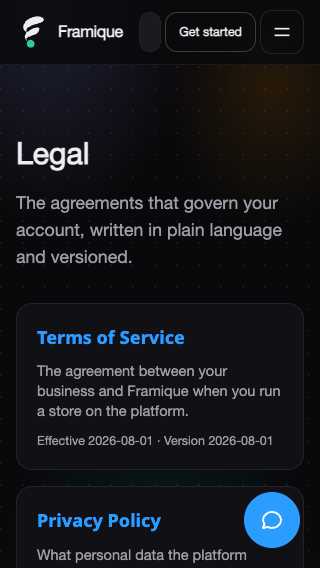 Framique
Get started
Legal
The agreements that govern your
account, written in plain language
and versioned.
Terms of Service
The agreement between your
business and Framique when you run
a store on the platform.
Effective 2026-08-01 · Version 2026-08-01
Privacy Policy
What personal data the platform